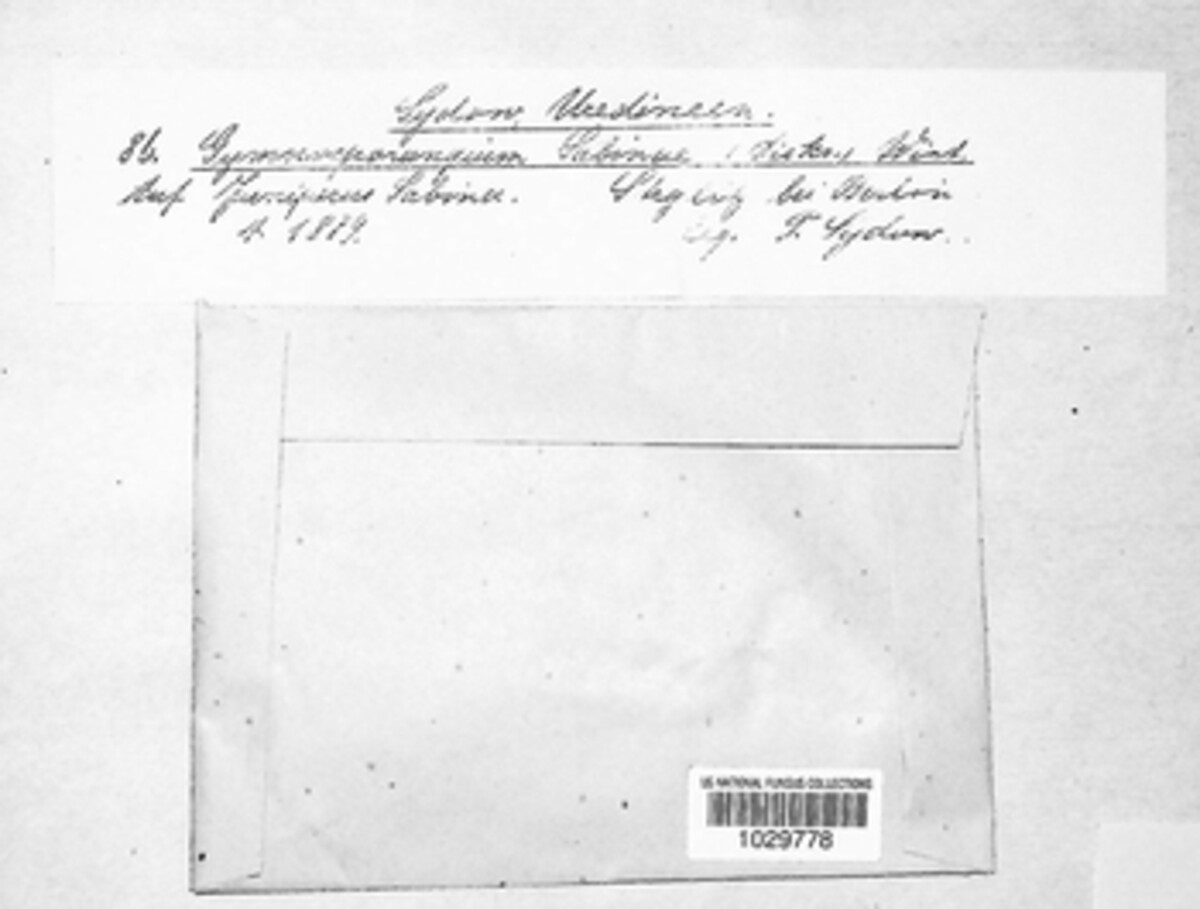 Sydow, Uredineen.
86. Gymnosporangium Sabinae (Dicks) Wint.
Auf Juniperus Sabina. Steglitz bei Berlin
4. 1889. leg. P. Sydow.
US NATIONAL FUNGUS COLLECTIONS
1029778